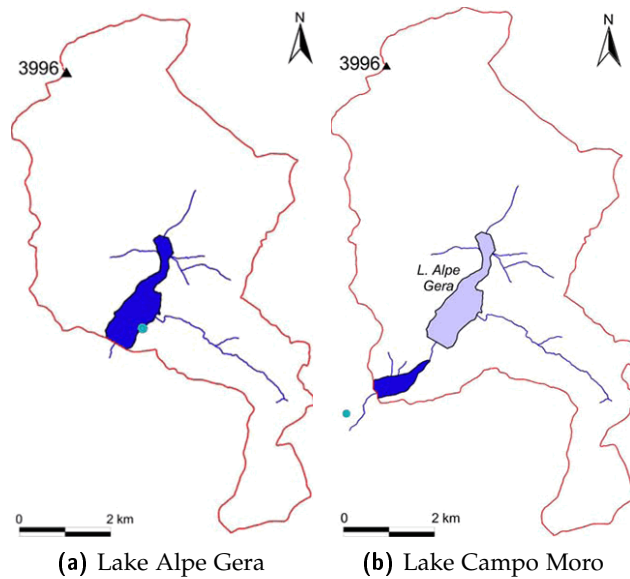 N
3996
0 2 km
(a) Lake Alpe Gera
N
3996
L. Alpe
Gera
0 2 km
(b) Lake Campo Moro